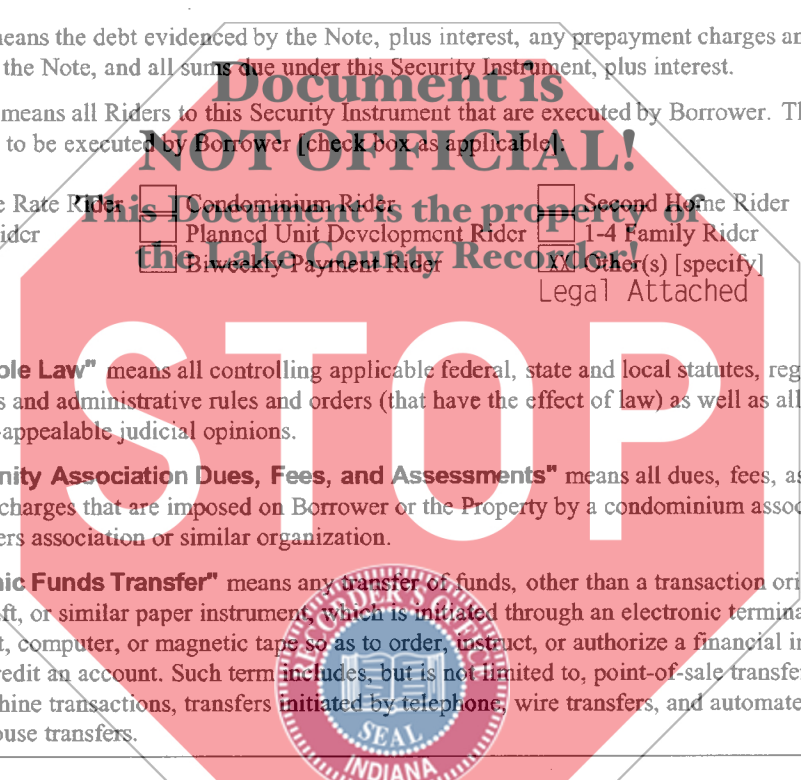 neans the debt evidenced by the Note, plus interest, any prepayment charges an
the Note, and all sums due under this Security Instrument, plus interest.
Document is
means all Riders to this Security Instrument that are executed by Borrower. Th
to be executed by Borrower [check box as applicable]:
NOT OFFICIAL!
e Rate Rider Condominium Rider Second Home Rider
This Document is the property of
ider Planned Unit Development Rider 1-4 Family Rider
the Lake County Recorder!
Biweekly Payment Rider XX Other(s) [specify]
Legal Attached
STOP
ble Law" means all controlling applicable federal, state and local statutes, reg
s and administrative rules and orders (that have the effect of law) as well as all
-appealable judicial opinions.
nity Association Dues, Fees, and Assessments" means all dues, fees, as
charges that are imposed on Borrower or the Property by a condominium assoc
ers association or similar organization.
nic Funds Transfer" means any transfer of funds, other than a transaction ori
ft, or similar paper instrument, which is initiated through an electronic termina
t, computer, or magnetic tape so as to order, instruct, or authorize a financial in
redit an account. Such term includes, but is not limited to, point-of-sale transfe
hine transactions, transfers initiated by telephone, wire transfers, and automate
ouse transfers.
RECORDER'S OFFICE
SEAL
INDIANA